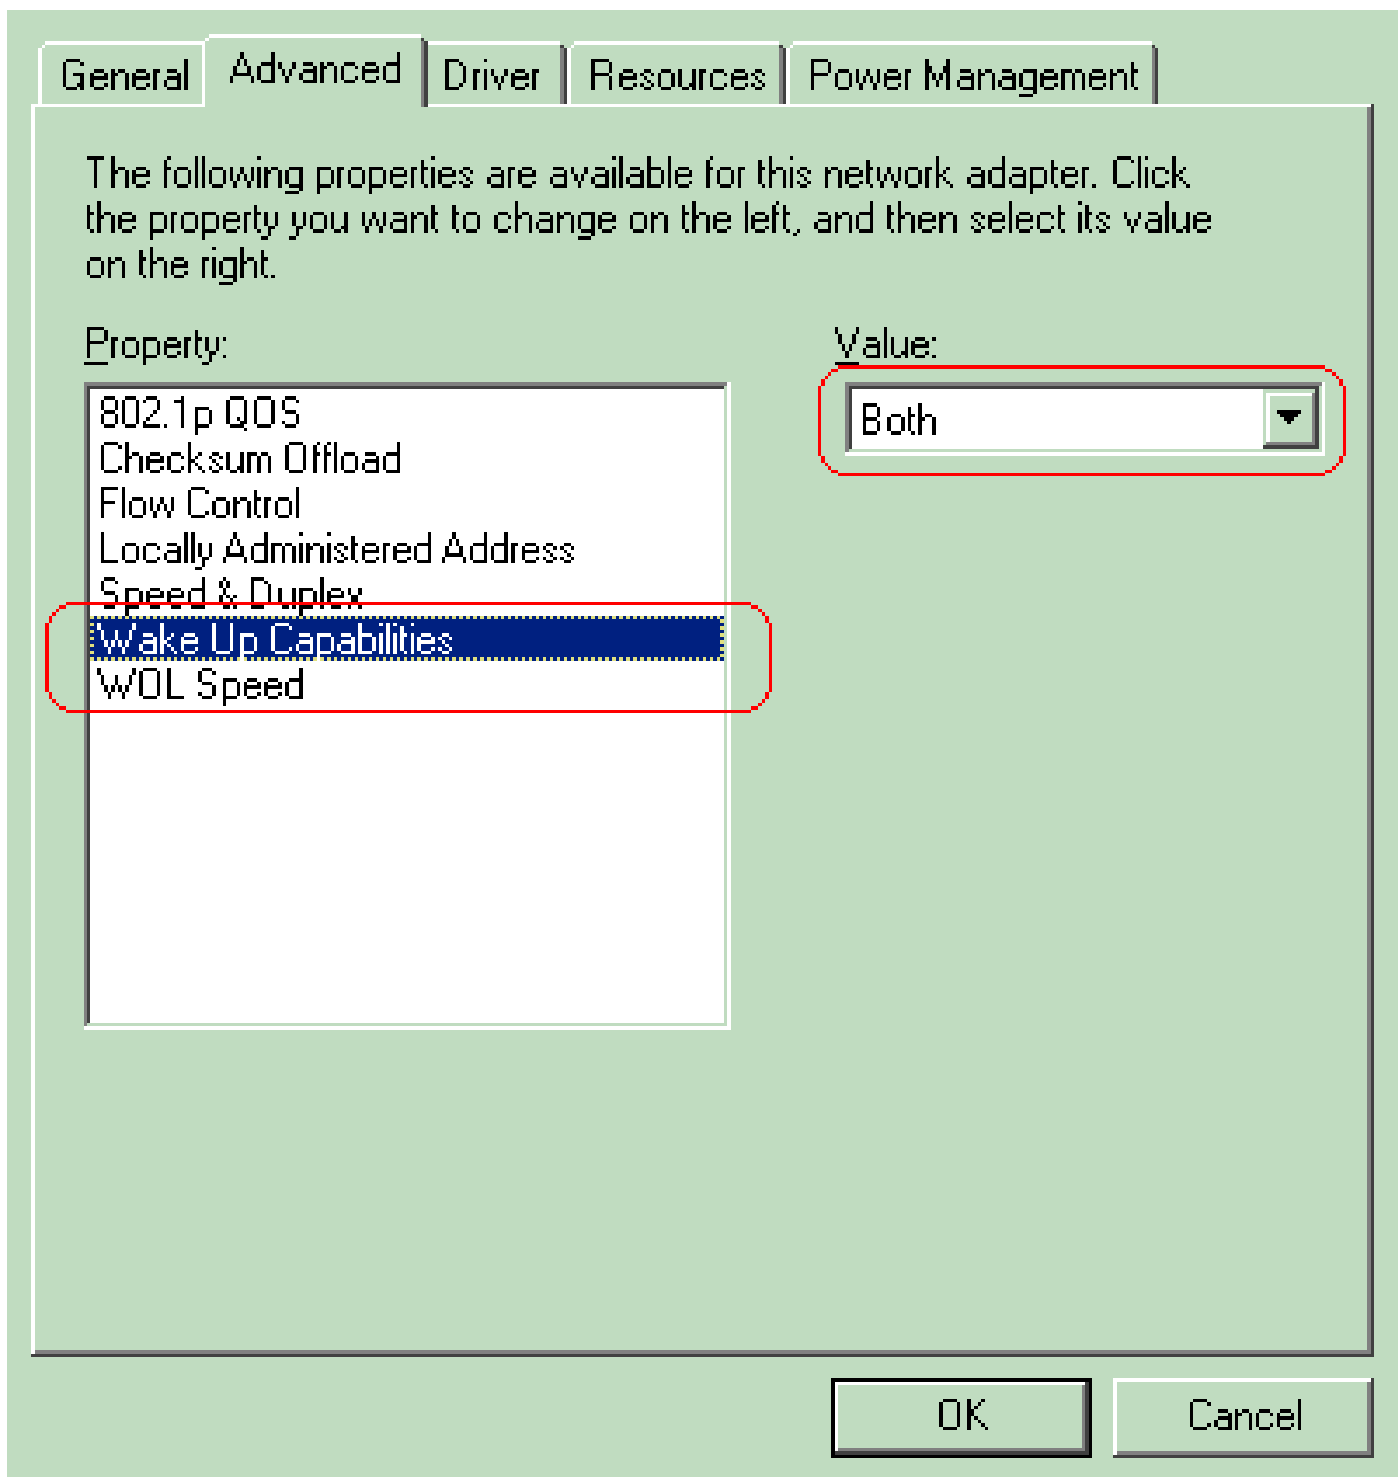 General
Advanced
Driver
Resources
Power Management
The following properties are available for this network adapter. Click
the property you want to change on the left, and then select its value
on the right.
Property:
Value:
802.1p QOS
Checksum Offload
Flow Control
Locally Administered Address
Speed & Duplex
Wake Up Capabilities
WOL Speed
Both
OK
Cancel